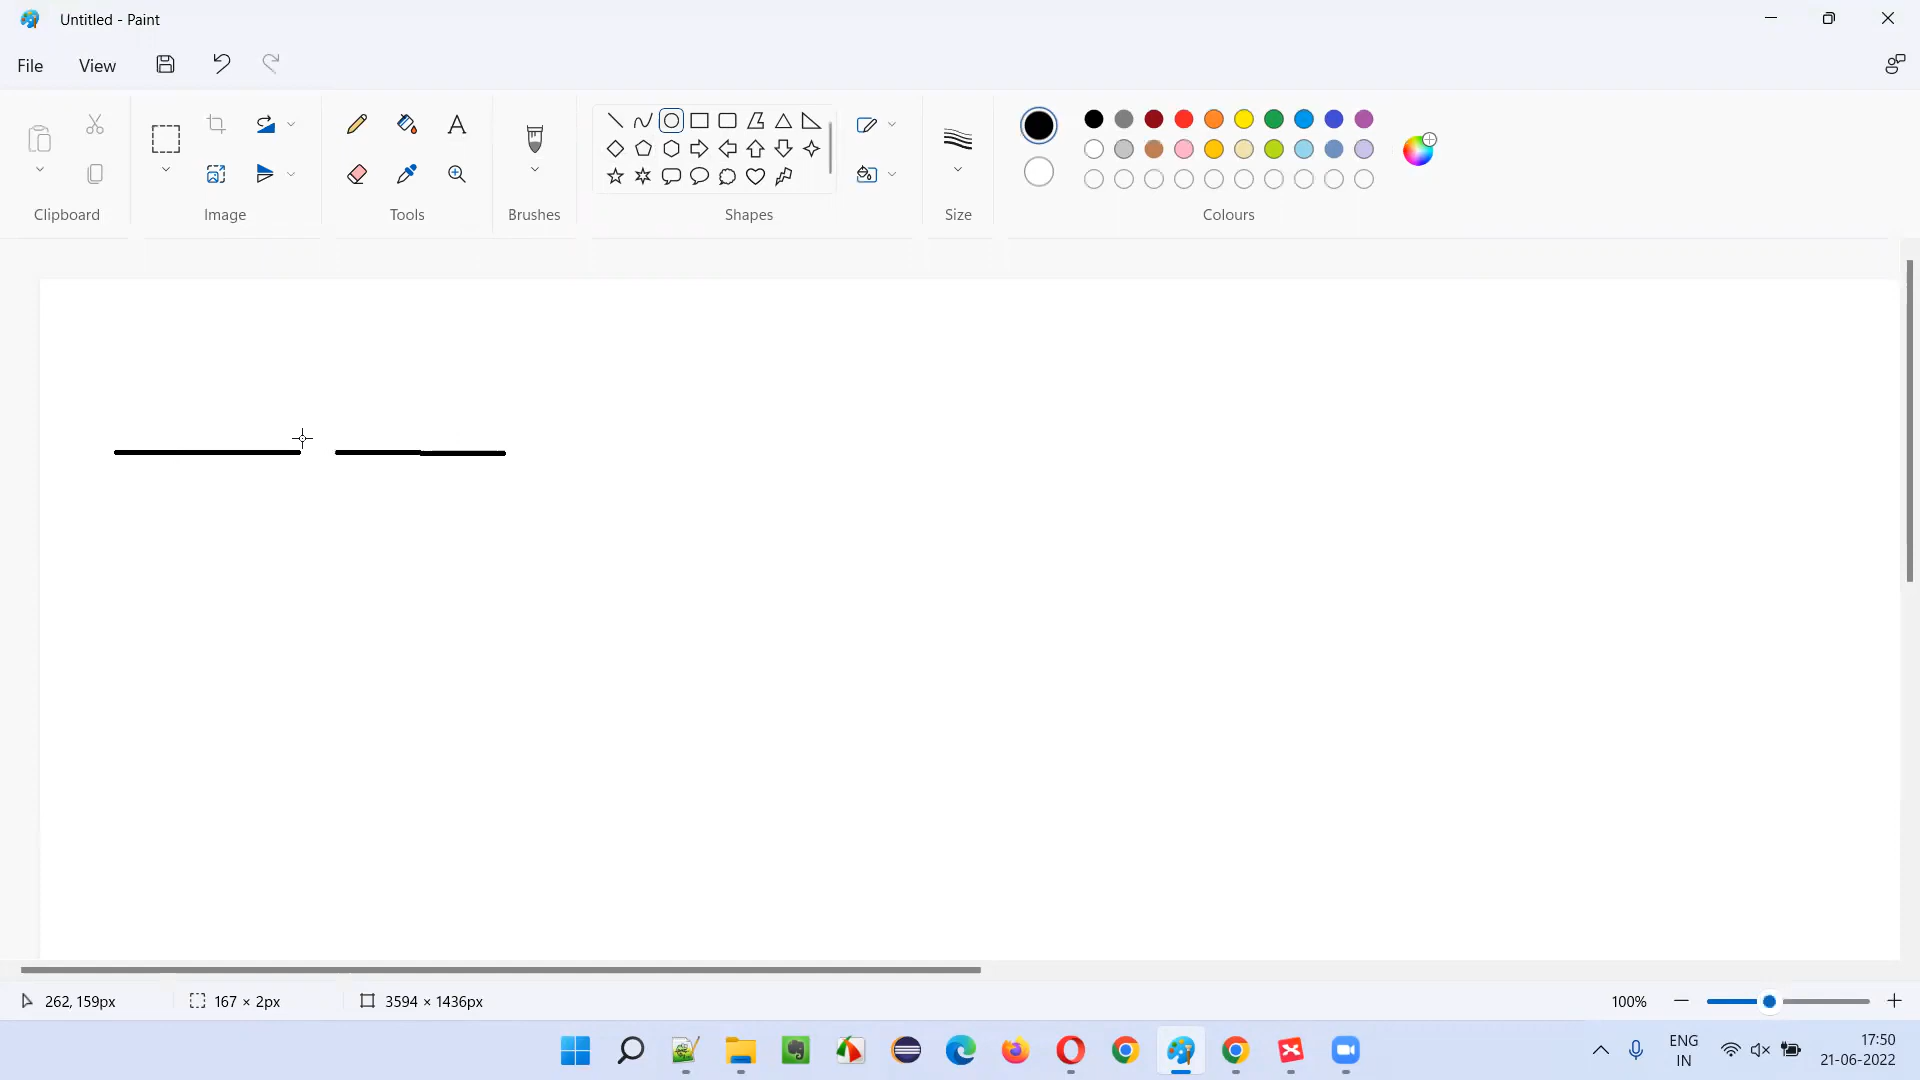 Untitled - Paint
File View
Clipboard Image Tools Brushes Shapes Size Colours
262, 159px 167 × 2px 3594 × 1436px 100%
ENG 17:50
IN 21-06-2022